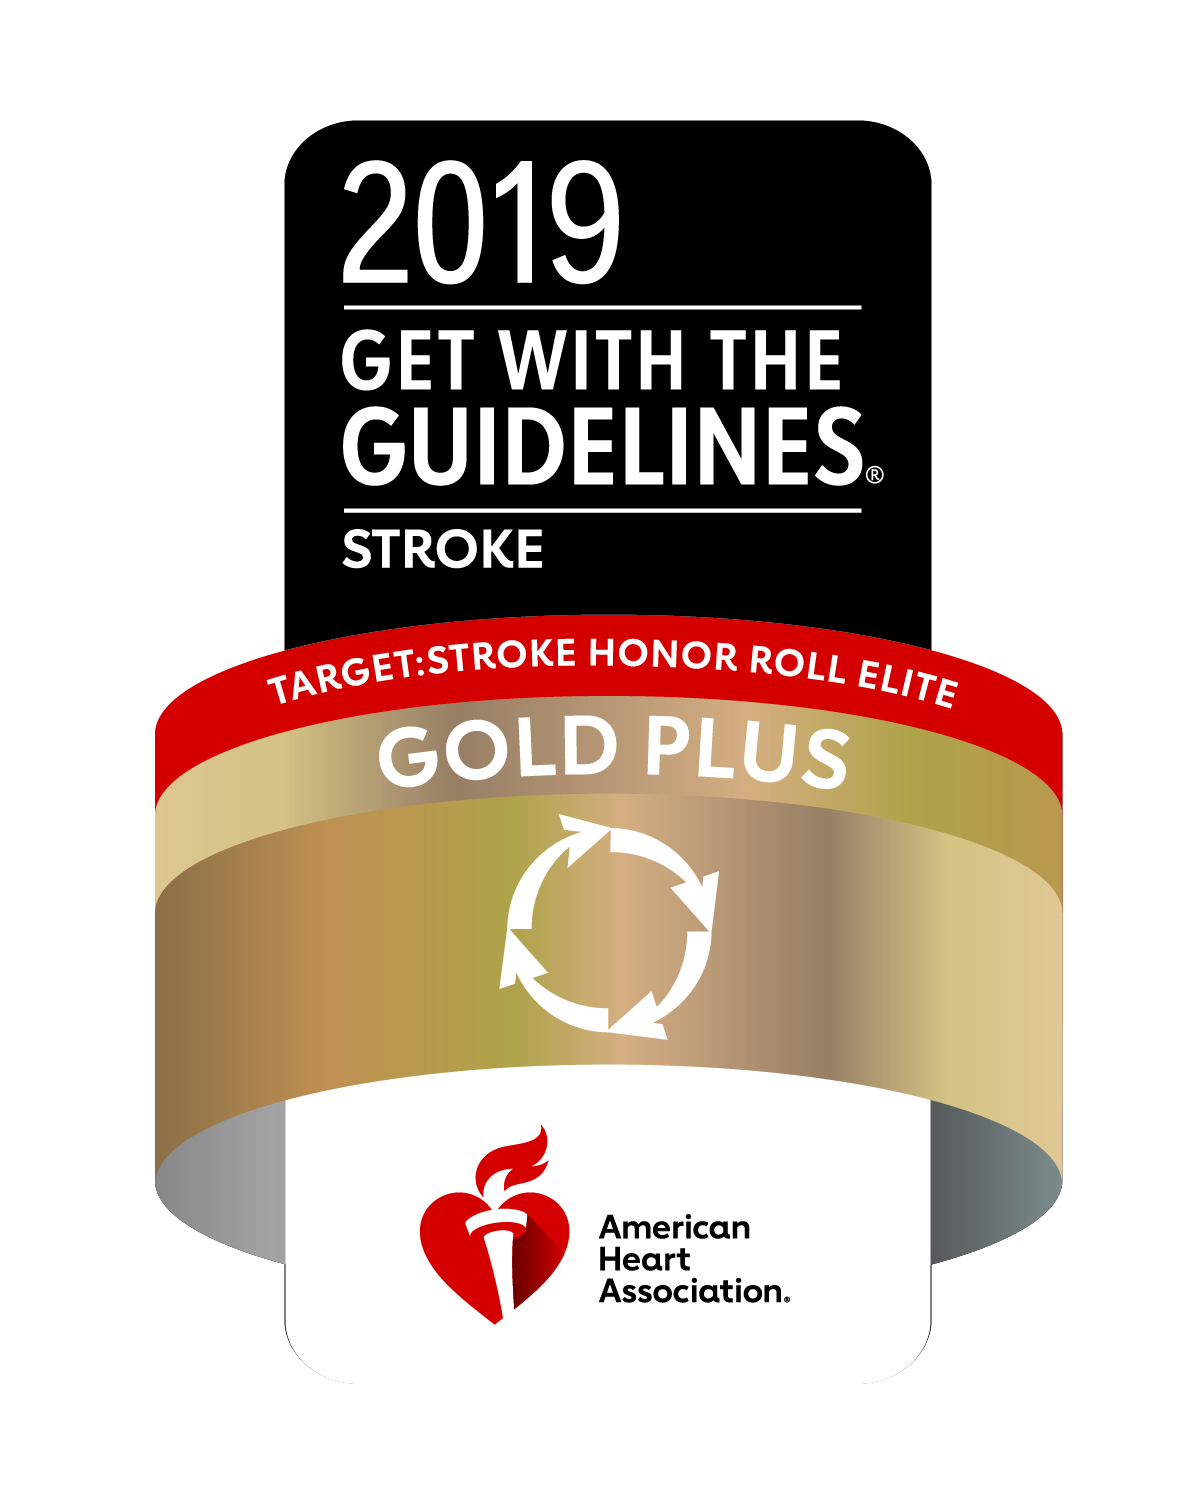 2019
GET WITH THE
GUIDELINES®
STROKE
TARGET:STROKE HONOR ROLL ELITE
GOLD PLUS
American
Heart
Association®